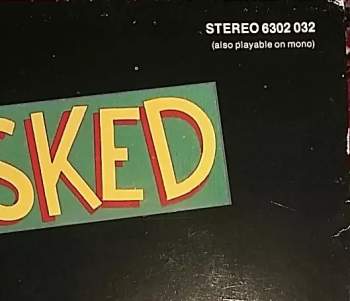 STEREO 6302 032
(also playable on mono)
SKED